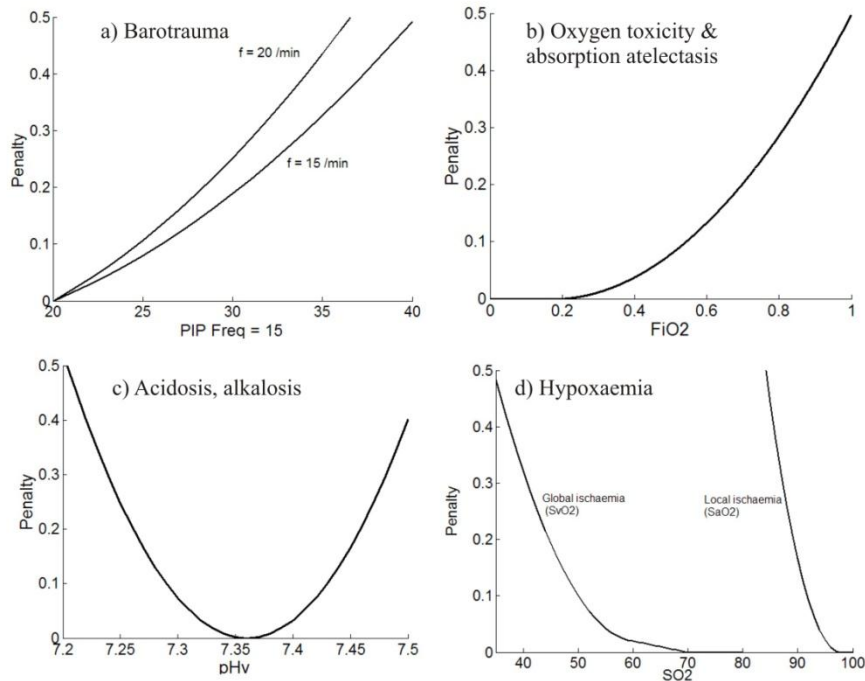 a) Barotrauma
0.5
0.4
0.3
0.2
0.1
0
Penalty
f = 20 /min
f = 15 /min
20 25 30 35 40
PIP Freq = 15
b) Oxygen toxicity &
absorption atelectasis
0.5
0.4
0.3
0.2
0.1
0
Penalty
0 0.2 0.4 0.6 0.8 1
FiO2
c) Acidosis, alkalosis
0.5
0.4
0.3
0.2
0.1
0
Penalty
7.2 7.25 7.3 7.35 7.4 7.45 7.5
pHv
d) Hypoxaemia
0.5
0.4
0.3
0.2
0.1
0
Penalty
Global ischaemia
(SvO2)
Local ischaemia
(SaO2)
40 50 60 70 80 90 100
SO2